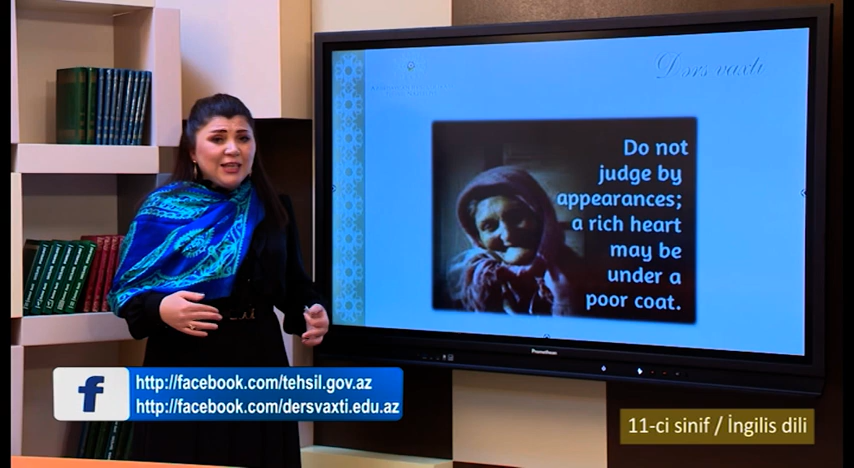 Dərs vaxtı
Do not
judge by
appearances;
a rich heart
may be
under a
poor coat.
Promethean
http://facebook.com/tehsil.gov.az
http://facebook.com/dersvaxti.edu.az
11-ci sinif / İngilis dili